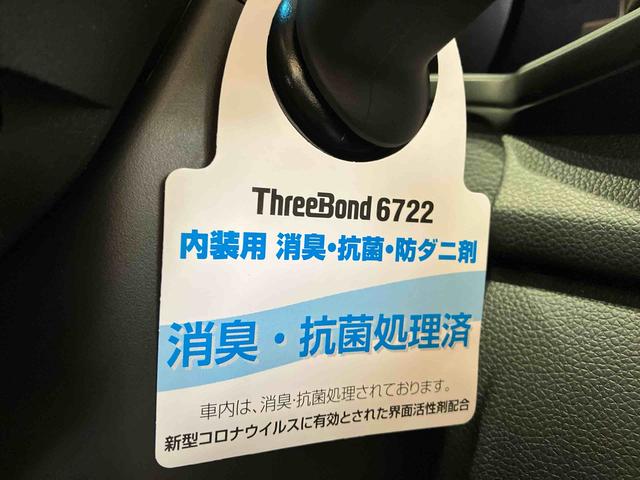 ThreeBond 6722
内装用 消臭・抗菌・防ダニ剤
消臭・抗菌処理済
車内は、消臭・抗菌処理されております。
新型コロナウイルスに有効とされた界面活性剤配合